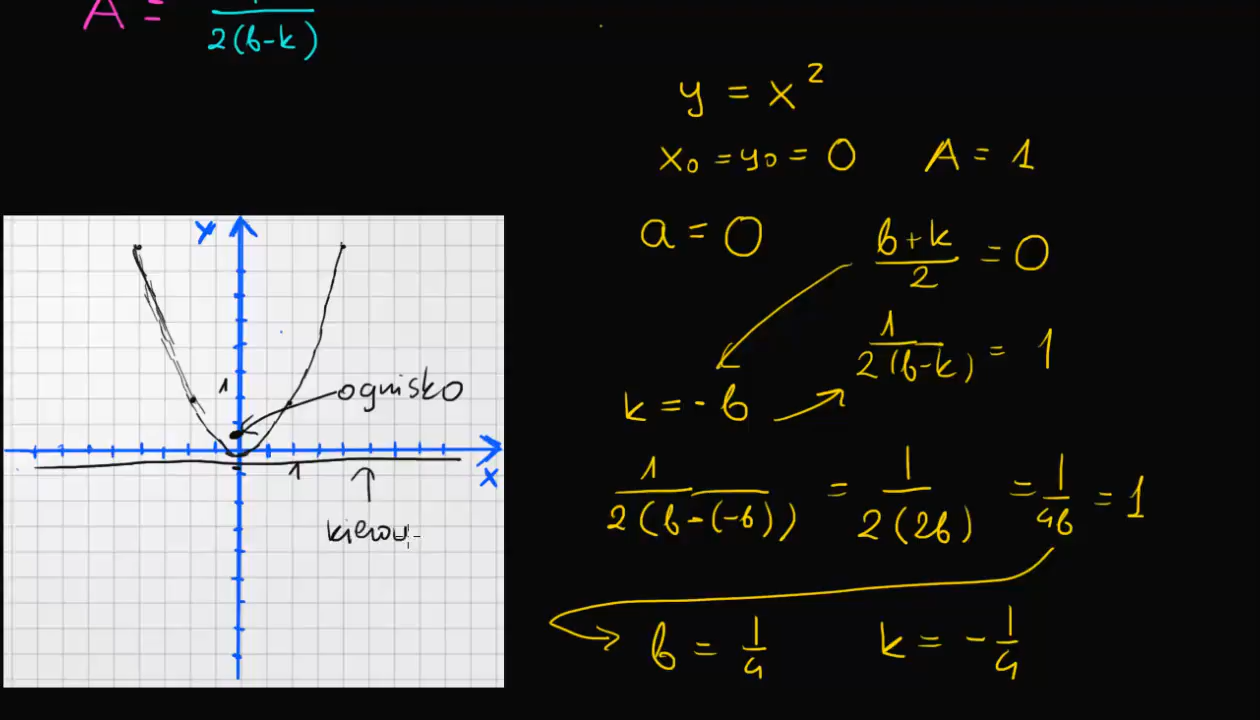 A = 1/2(b-k)
y = x²
x₀ = y₀ = 0 A = 1
a = 0 b+k/2 = 0
1/2(b-k) = 1
k = -b
1/2(b-(-b)) = 1/2(2b) = 1/4b = 1
b = 1/4 k = -1/4
y
1
ognisko
x
1
kierow